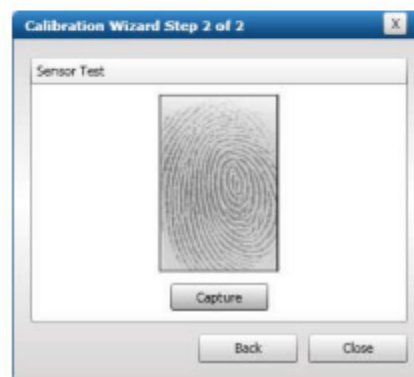 Calibration Wizard Step 2 of 2
X
Sensor Test
Capture
Back Close